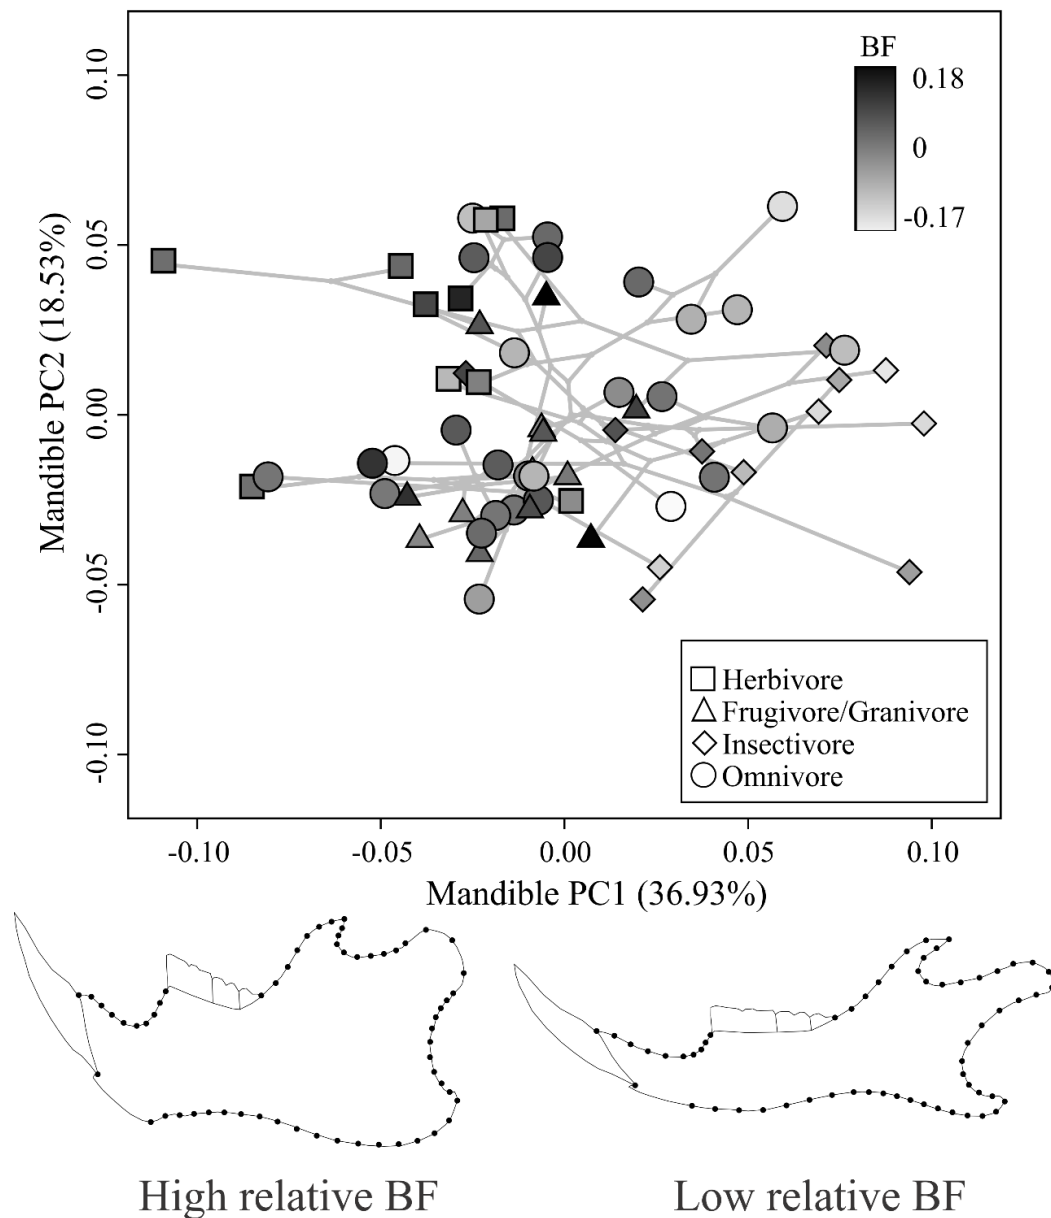 BF
0.18
0
-0.17
0.10
0.05
0.00
-0.05
-0.10
Mandible PC2 (18.53%)
Herbivore
Frugivore/Granivore
Insectivore
Omnivore
-0.10 -0.05 0.00 0.05 0.10
Mandible PC1 (36.93%)
High relative BF Low relative BF